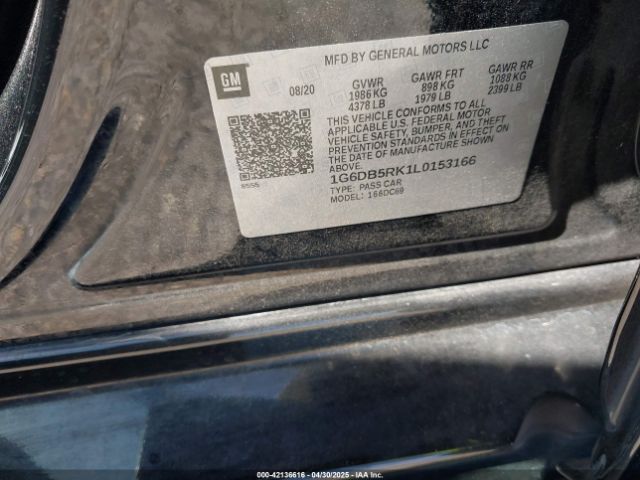 MFD BY GENERAL MOTORS LLC
GM
08/20
GVWR GAWR FRT GAWR RR
1986 KG 898 KG 1088 KG
4378 LB 1979 LB 2399 LB
THIS VEHICLE CONFORMS TO ALL
APPLICABLE U.S. FEDERAL MOTOR
VEHICLE SAFETY, BUMPER, AND THEFT
PREVENTION STANDARDS IN EFFECT ON
THE DATE OF MANUFACTURE SHOWN
ABOVE.
1G6DB5RK1L0153166
TYPE: PASS CAR
MODEL: 166DC69
000-42136616 - 04/30/2025 - IAAI.COM